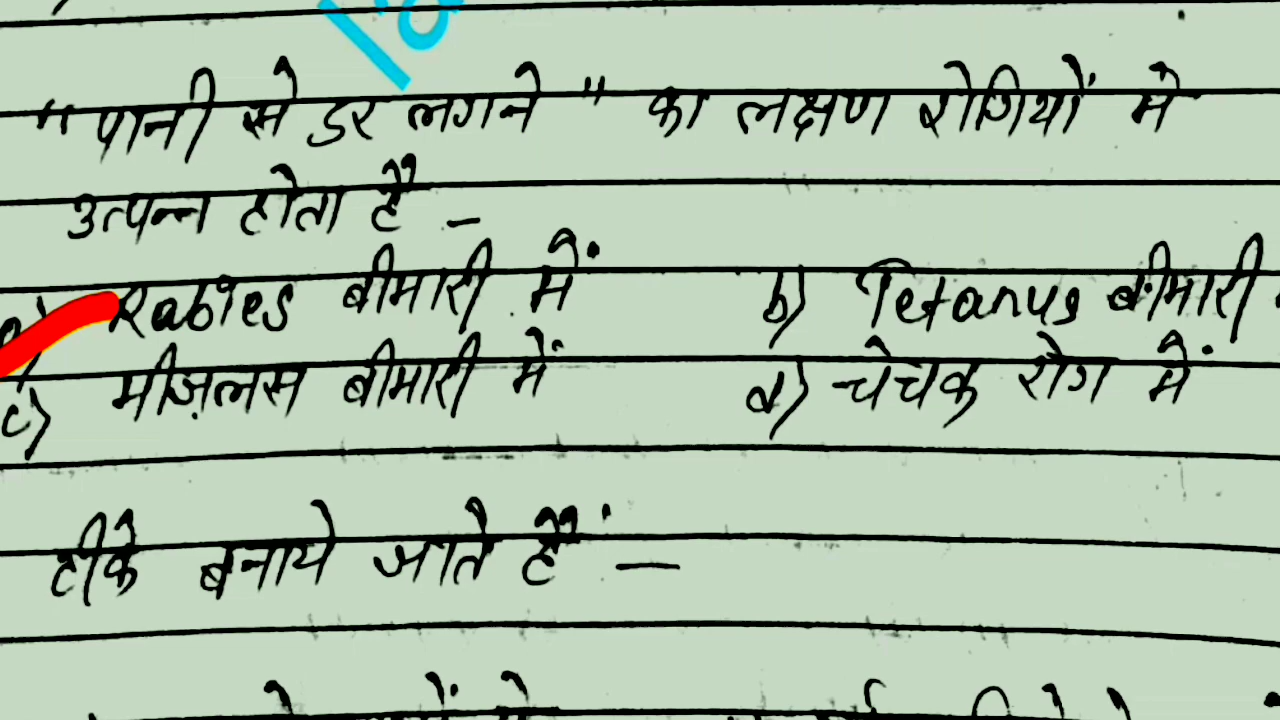 "पानी से डर लगने" का लक्षण रोगियों मे
उत्पन्न होता है -
a) Rabies बीमारी में b) Tetanus बीमारी
c) मीज़लस बीमारी में d) चेचक रोग में
टीके बनाये जाते हैं -